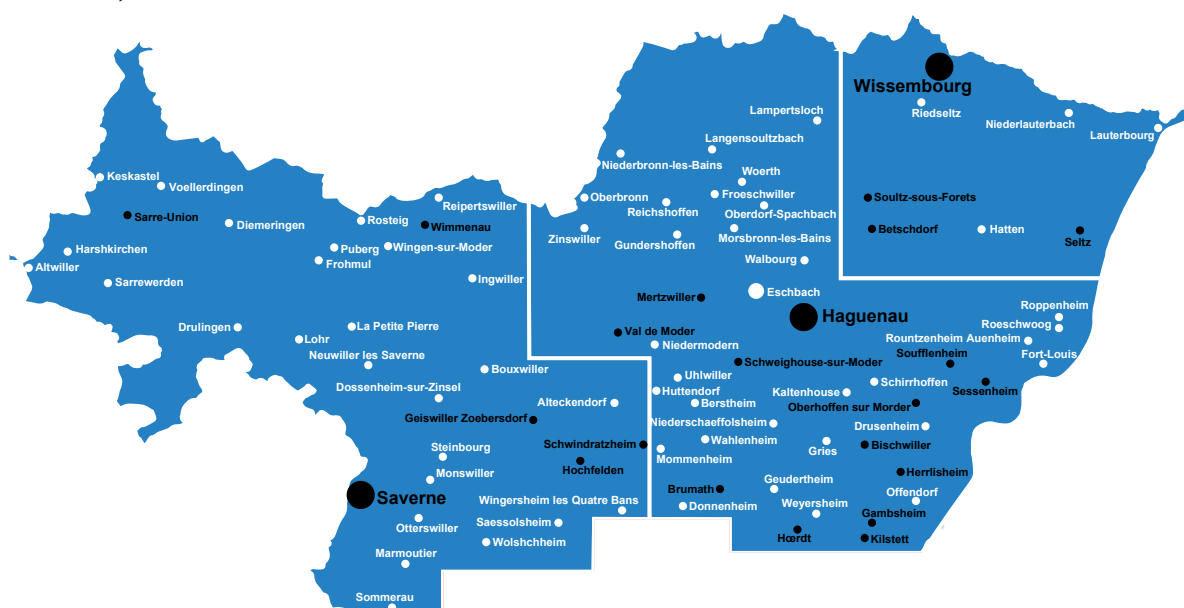 Wissembourg
Riedseltz
Niederlauterbach
Lauterbourg
Lampertsloch
Langensoultzbach
Niederbronn-les-Bains
Woerth
Froeschwiller
Oberbronn
Reichshoffen
Oberdorf-Spachbach
Zinswiller
Gundershoffen
Morsbronn-les-Bains
Walbourg
Soultz-sous-Forets
Betschdorf
Hatten
Seltz
Keskastel
Voellerdingen
Sarre-Union
Diemeringen
Harshkirchen
Altwiller
Sarrewerden
Reipertswiller
Rosteig
Wimmenau
Puberg
Wingen-sur-Moder
Frohmul
Ingwiller
Drulingen
La Petite Pierre
Lohr
Neuwiller les Saverne
Bouxwiller
Dossenheim-sur-Zinsel
Alteckendorf
Geiswiller Zoebersdorf
Schwindratzheim
Hochfelden
Steinbourg
Monswiller
Saverne
Wingersheim les Quatre Bans
Otterswiller
Saessolsheim
Wolshchheim
Marmoutier
Sommerau
Mertzwiller
Eschbach
Haguenau
Val de Moder
Niedermodern
Schweighouse-sur-Moder
Roppenheim
Roeschwoog
Rountzenheim Auenheim
Soufflenheim
Fort-Louis
Uhlwiller
Schirrhoffen
Sessenheim
Huttendorf
Kaltenhouse
Berstheim
Oberhoffen sur Morder
Niederschaeffolsheim
Drusenheim
Wahlenheim
Gries
Bischwiller
Mommenheim
Herrlisheim
Geudertheim
Brumath
Offendorf
Donnenheim
Weyersheim
Gambsheim
Hœrdt
Kilstett